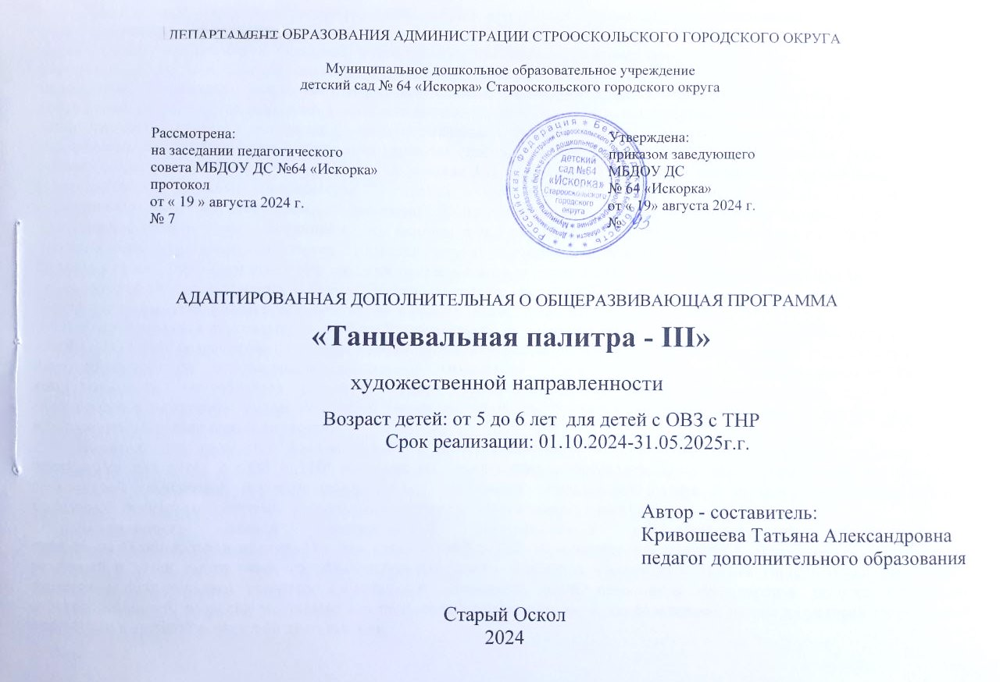 ДЕПАРТАМЕНТ ОБРАЗОВАНИЯ АДМИНИСТРАЦИИ СТРООСКОЛЬСКОГО ГОРОДСКОГО ОКРУГА
Муниципальное дошкольное образовательное учреждение
детский сад № 64 «Искорка» Старооскольского городского округа
Рассмотрена:
на заседании педагогического
совета МБДОУ ДС №64 «Искорка»
протокол
от « 19 » августа 2024 г.
№ 7
детский
сад №64
«Искорка»
Старооскольского
городского
округа
Российская Федерация
Утверждена:
приказом заведующего
МБДОУ ДС
№ 64 «Искорка»
от « 19» августа 2024 г.
№
АДАПТИРОВАННАЯ ДОПОЛНИТЕЛЬНАЯ О ОБЩЕРАЗВИВАЮЩАЯ ПРОГРАММА
«Танцевальная палитра - III»
художественной направленности
Возраст детей: от 5 до 6 лет для детей с ОВЗ с ТНР
Срок реализации: 01.10.2024-31.05.2025г.г.
Автор - составитель:
Кривошеева Татьяна Александровна
педагог дополнительного образования
Старый Оскол
2024